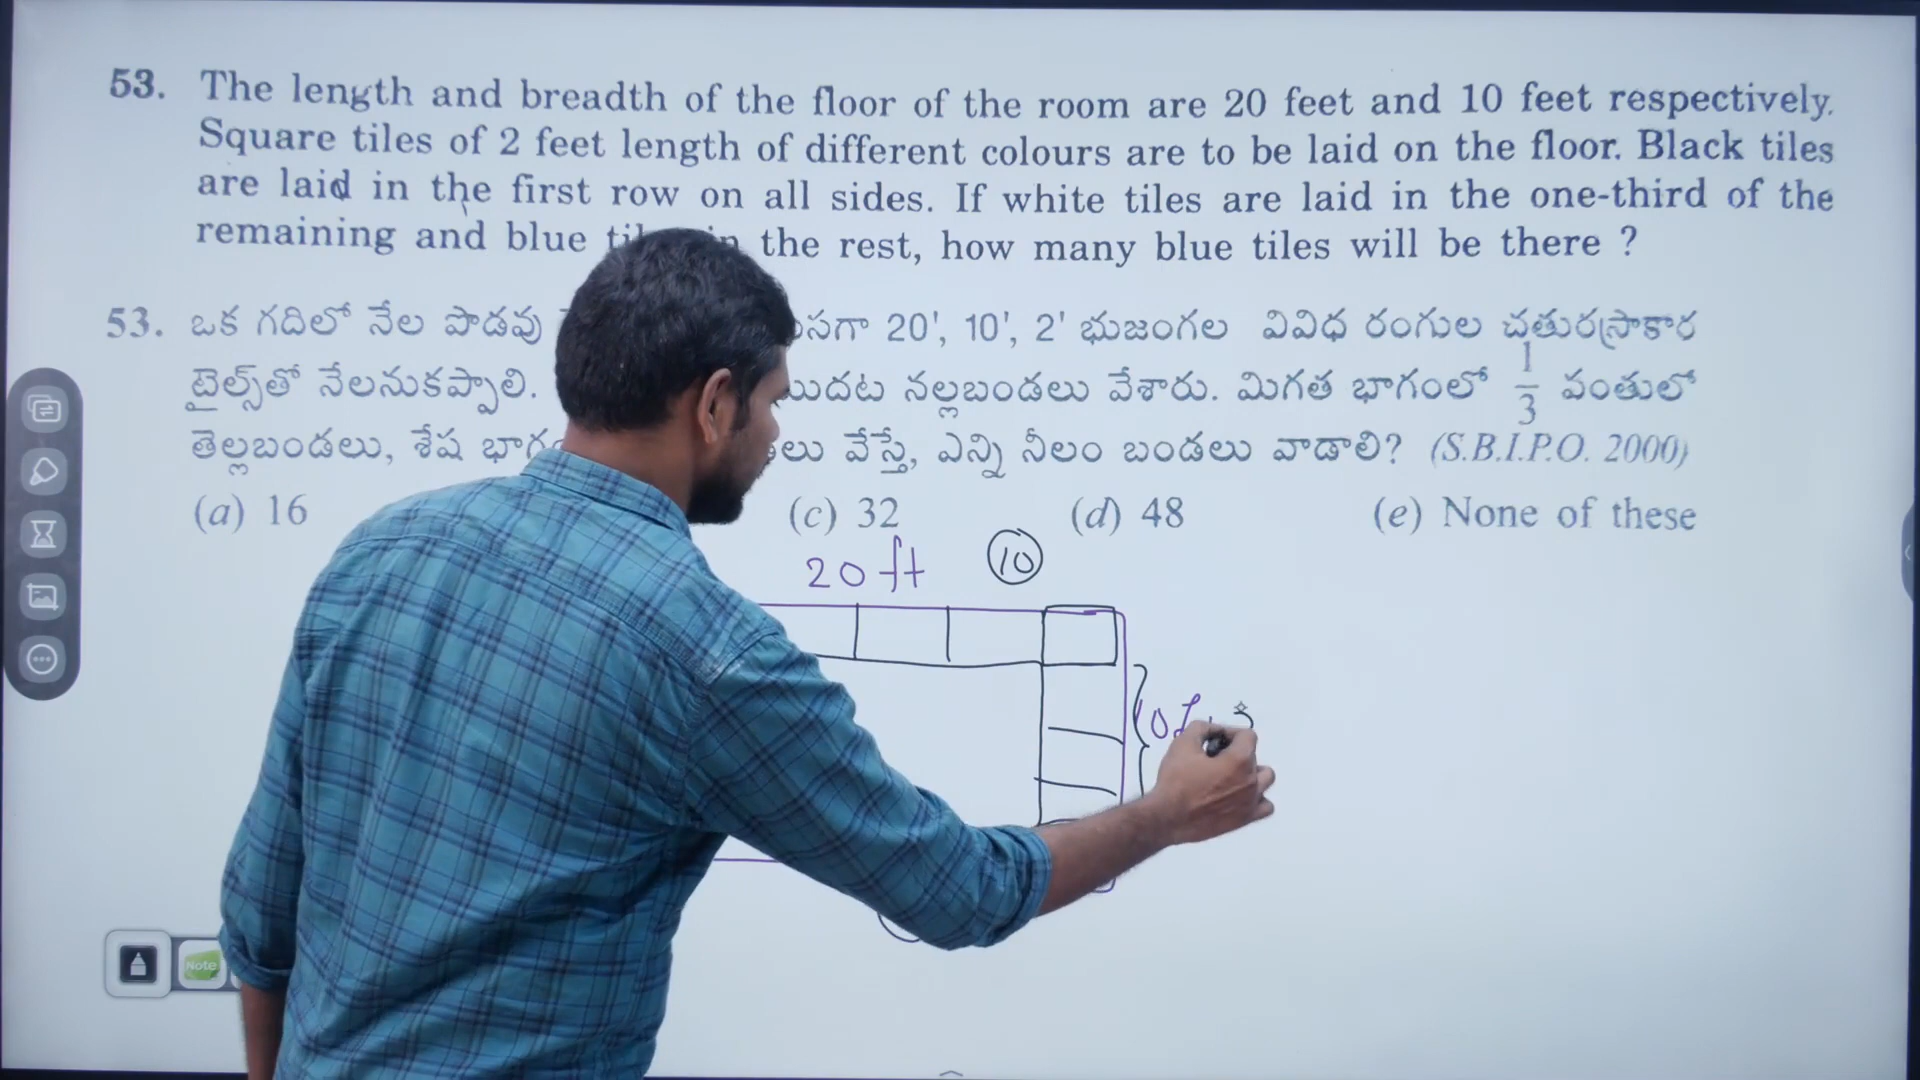 53. The length and breadth of the floor of the room are 20 feet and 10 feet respectively.
Square tiles of 2 feet length of different colours are to be laid on the floor. Black tiles
are laid in the first row on all sides. If white tiles are laid in the one-third of the
remaining and blue in the rest, how many blue tiles will be there ?
53. ఒక గదిలో నేల పొడవు 20', 10', 2' భుజంగల వివిధ రంగుల చతురస్రాకార
టైల్స్‌తో నేలనుకప్పాలి. నల్లబండలు వేశారు. మిగత భాగంలో 1/3 వంతులో
తెల్లబండలు, శేష వేస్తే, ఎన్ని నీలం బండలు వాడాలి? (S.B.I.P.O. 2000)
(a) 16 (c) 32 (d) 48 (e) None of these
20 ft 10
Note